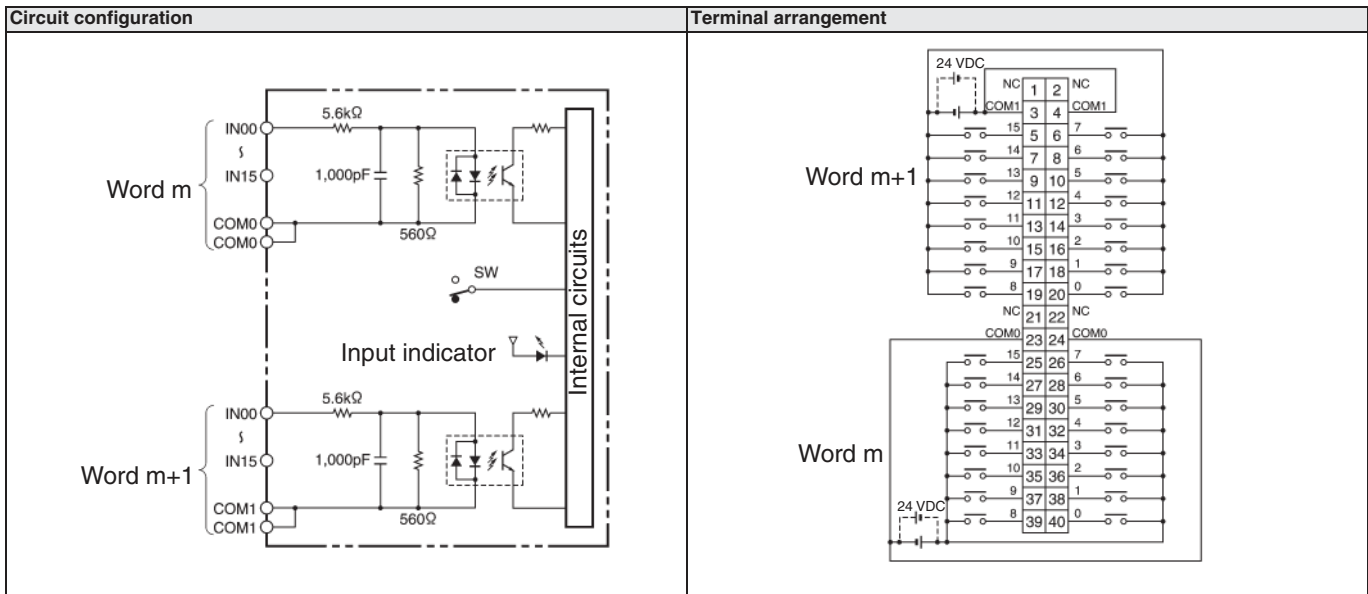 Circuit configuration
Terminal arrangement
Word m
IN00
IN15
COM0
COM0
5.6kΩ
1,000pF
560Ω
SW
Input indicator
Internal circuits
Word m+1
IN00
IN15
COM1
COM1
5.6kΩ
1,000pF
560Ω
24 VDC
NC 1 2 NC
COM1 3 4 COM1
15 5 6 7
14 7 8 6
13 9 10 5
Word m+1
12 11 12 4
11 13 14 3
10 15 16 2
9 17 18 1
8 19 20 0
NC 21 22 NC
COM0 23 24 COM0
15 25 26 7
14 27 28 6
13 29 30 5
12 31 32 4
Word m
11 33 34 3
10 35 36 2
9 37 38 1
24 VDC
8 39 40 0